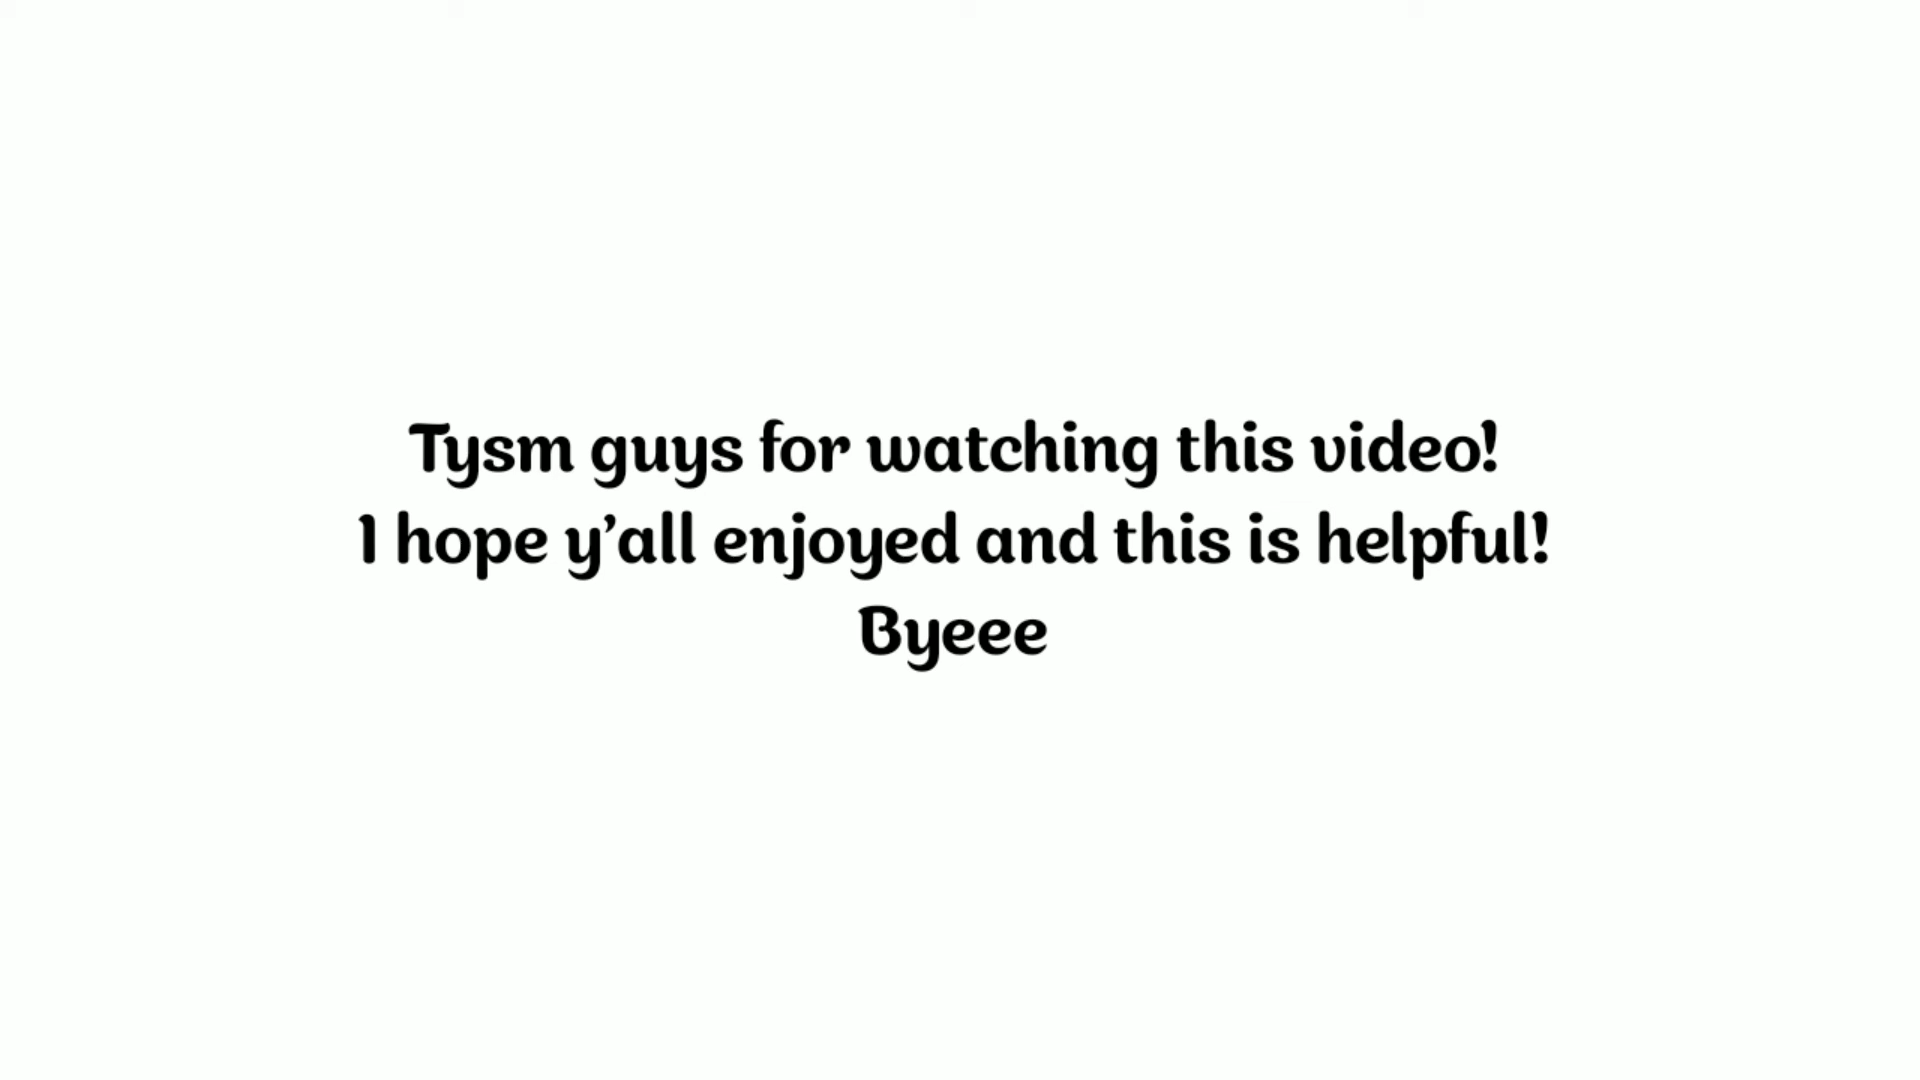 Tysm guys for watching this video!
I hope y’all enjoyed and this is helpful!
Byeee